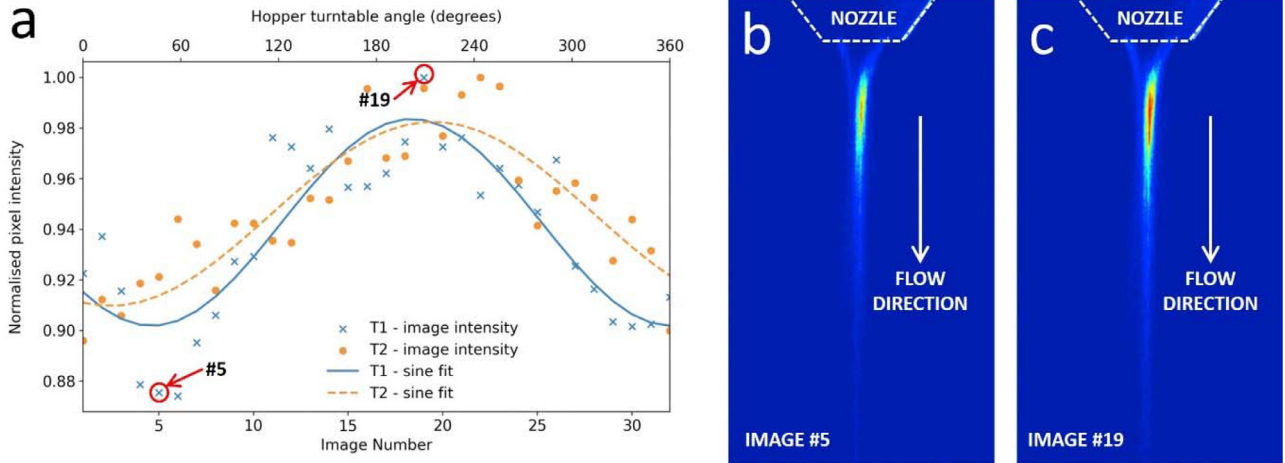 a
Hopper turntable angle (degrees)
0 60 120 180 240 300 360
Normalised pixel intensity
1.00
0.98
0.96
0.94
0.92
0.90
0.88
#19
#5
T1 - image intensity
T2 - image intensity
T1 - sine fit
T2 - sine fit
5 10 15 20 25 30
Image Number
b
NOZZLE
FLOW
DIRECTION
IMAGE #5
c
NOZZLE
FLOW
DIRECTION
IMAGE #19